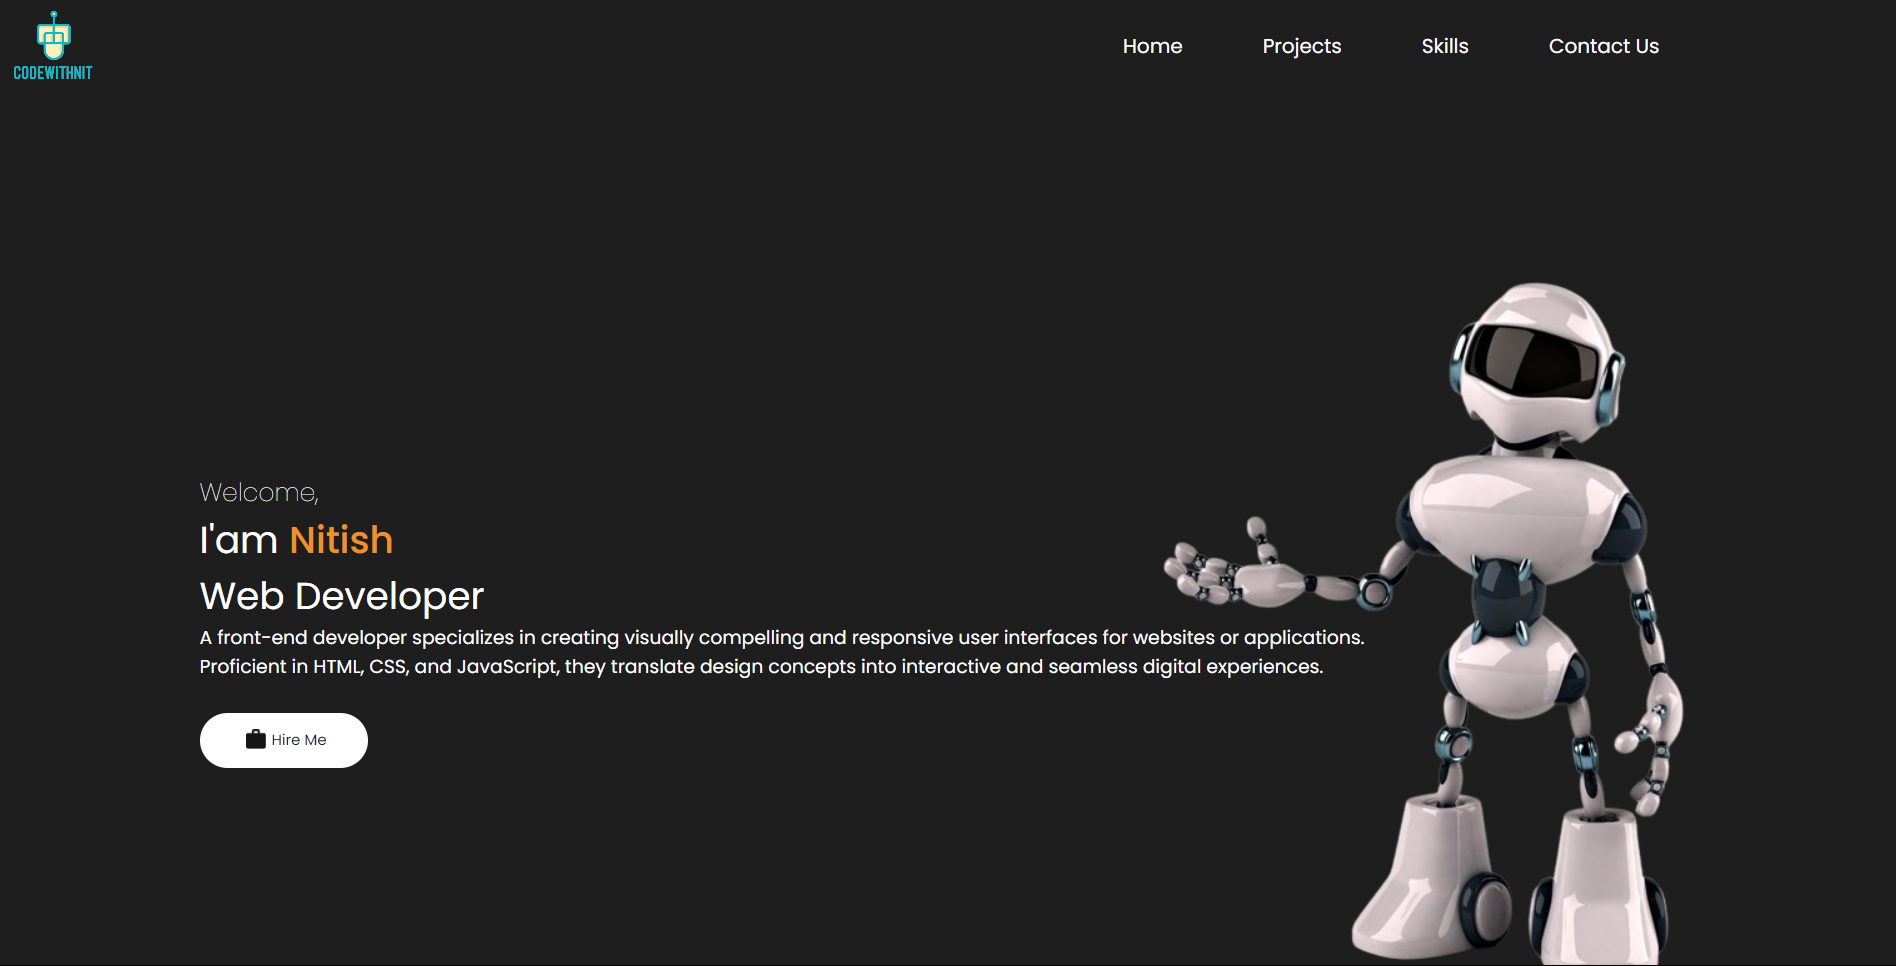 CODEWITHNIT
Home Projects Skills Contact Us
Welcome,
I'am Nitish
Web Developer
A front-end developer specializes in creating visually compelling and responsive user interfaces for websites or applications.
Proficient in HTML, CSS, and JavaScript, they translate design concepts into interactive and seamless digital experiences.
Hire Me